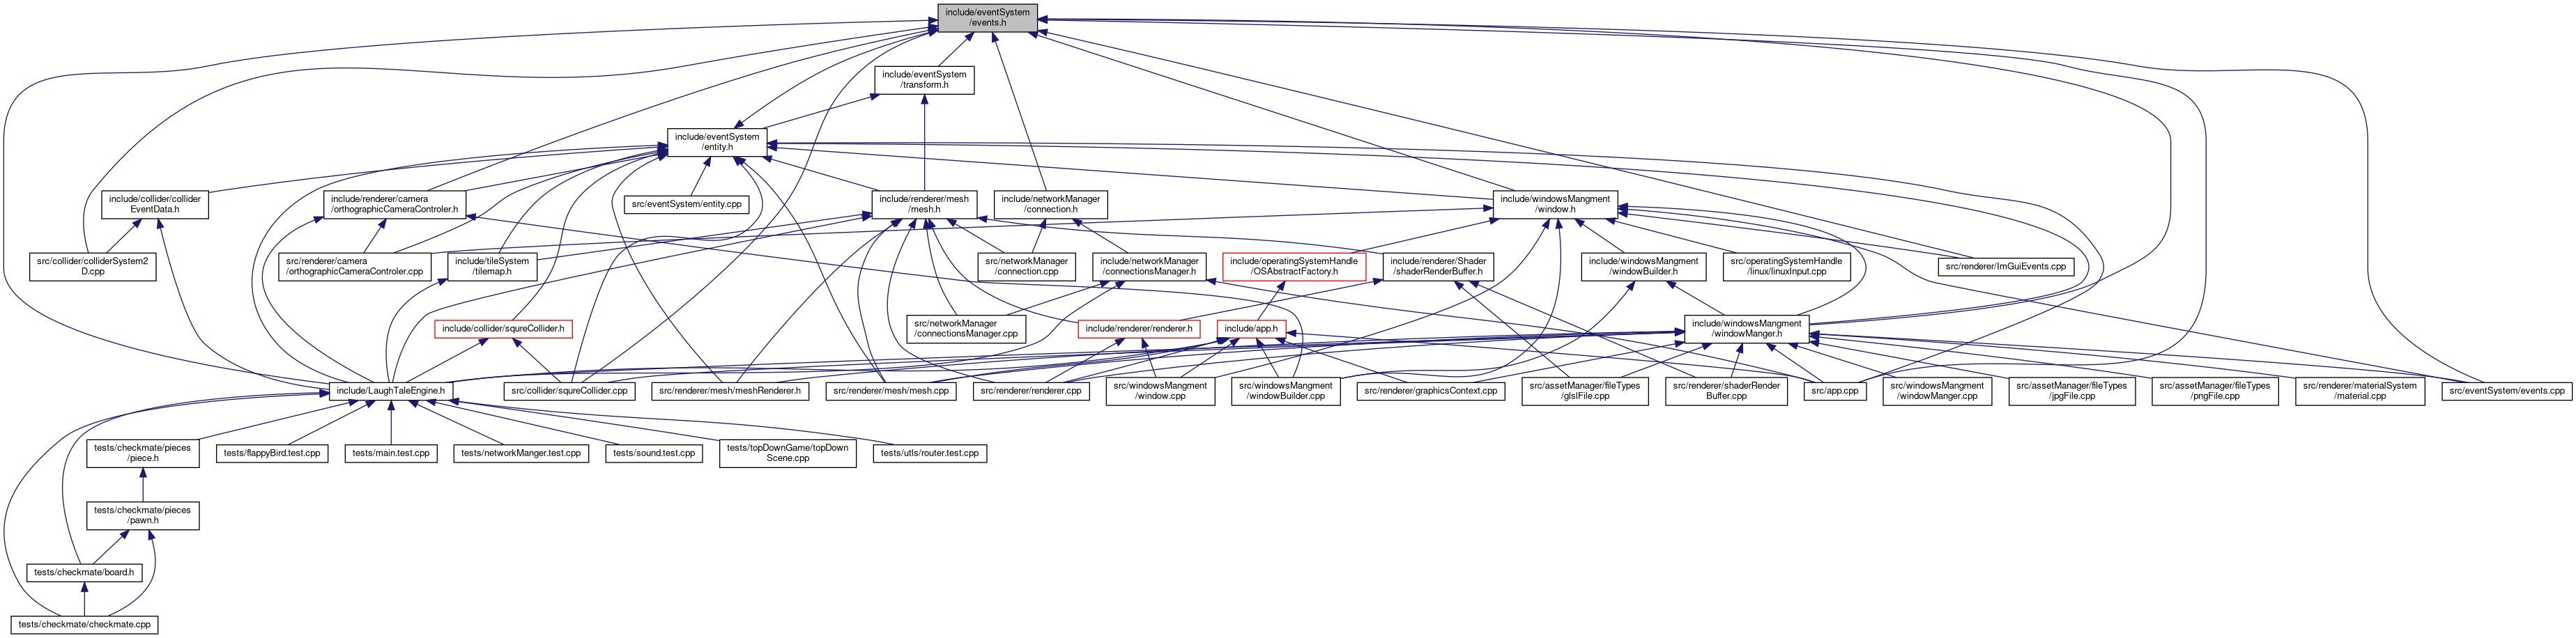 include/eventSystem
/events.h
include/eventSystem
/transform.h
include/eventSystem
/entity.h
include/collider/collider
EventData.h
include/renderer/camera
/orthographicCameraControler.h
src/eventSystem/entity.cpp
include/renderer/mesh
/mesh.h
include/networkManager
/connection.h
include/windowsMangment
/window.h
src/collider/colliderSystem2
D.cpp
src/renderer/camera
/orthographicCameraControler.cpp
include/tileSystem
/tilemap.h
src/networkManager
/connection.cpp
include/networkManager
/connectionsManager.h
include/operatingSystemHandle
/OSAbstractFactory.h
include/renderer/Shader
/shaderRenderBuffer.h
include/windowsMangment
/windowBuilder.h
src/operatingSystemHandle
/linux/linuxInput.cpp
src/renderer/ImGuiEvents.cpp
include/collider/squreCollider.h
src/networkManager
/connectionsManager.cpp
include/renderer/renderer.h
include/app.h
include/windowsMangment
/windowManger.h
include/LaughTaleEngine.h
src/collider/squreCollider.cpp
src/renderer/mesh/meshRenderer.h
src/renderer/mesh/mesh.cpp
src/renderer/renderer.cpp
src/windowsMangment
/window.cpp
src/windowsMangment
/windowBuilder.cpp
src/renderer/graphicsContext.cpp
src/assetManager/fileTypes
/glslFile.cpp
src/renderer/shaderRender
Buffer.cpp
src/app.cpp
src/windowsMangment
/windowManger.cpp
src/assetManager/fileTypes
/jpgFile.cpp
src/assetManager/fileTypes
/pngFile.cpp
src/renderer/materialSystem
/material.cpp
src/eventSystem/events.cpp
tests/checkmate/pieces
/piece.h
tests/flappyBird.test.cpp
tests/main.test.cpp
tests/networkManger.test.cpp
tests/sound.test.cpp
tests/topDownGame/topDown
Scene.cpp
tests/utls/router.test.cpp
tests/checkmate/pieces
/pawn.h
tests/checkmate/board.h
tests/checkmate/checkmate.cpp